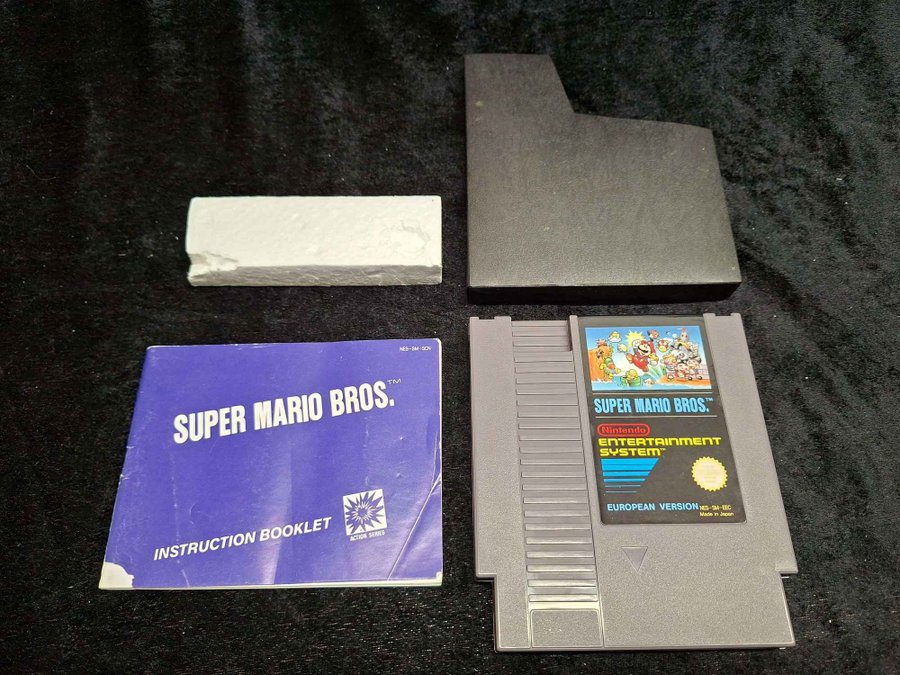 NES-SM-SCN
SUPER MARIO BROS.™
INSTRUCTION BOOKLET
ACTION SERIES
SUPER MARIO BROS.™
Nintendo
ENTERTAINMENT
SYSTEM™
EUROPEAN VERSION
NES-SM-EEC
Made in Japan